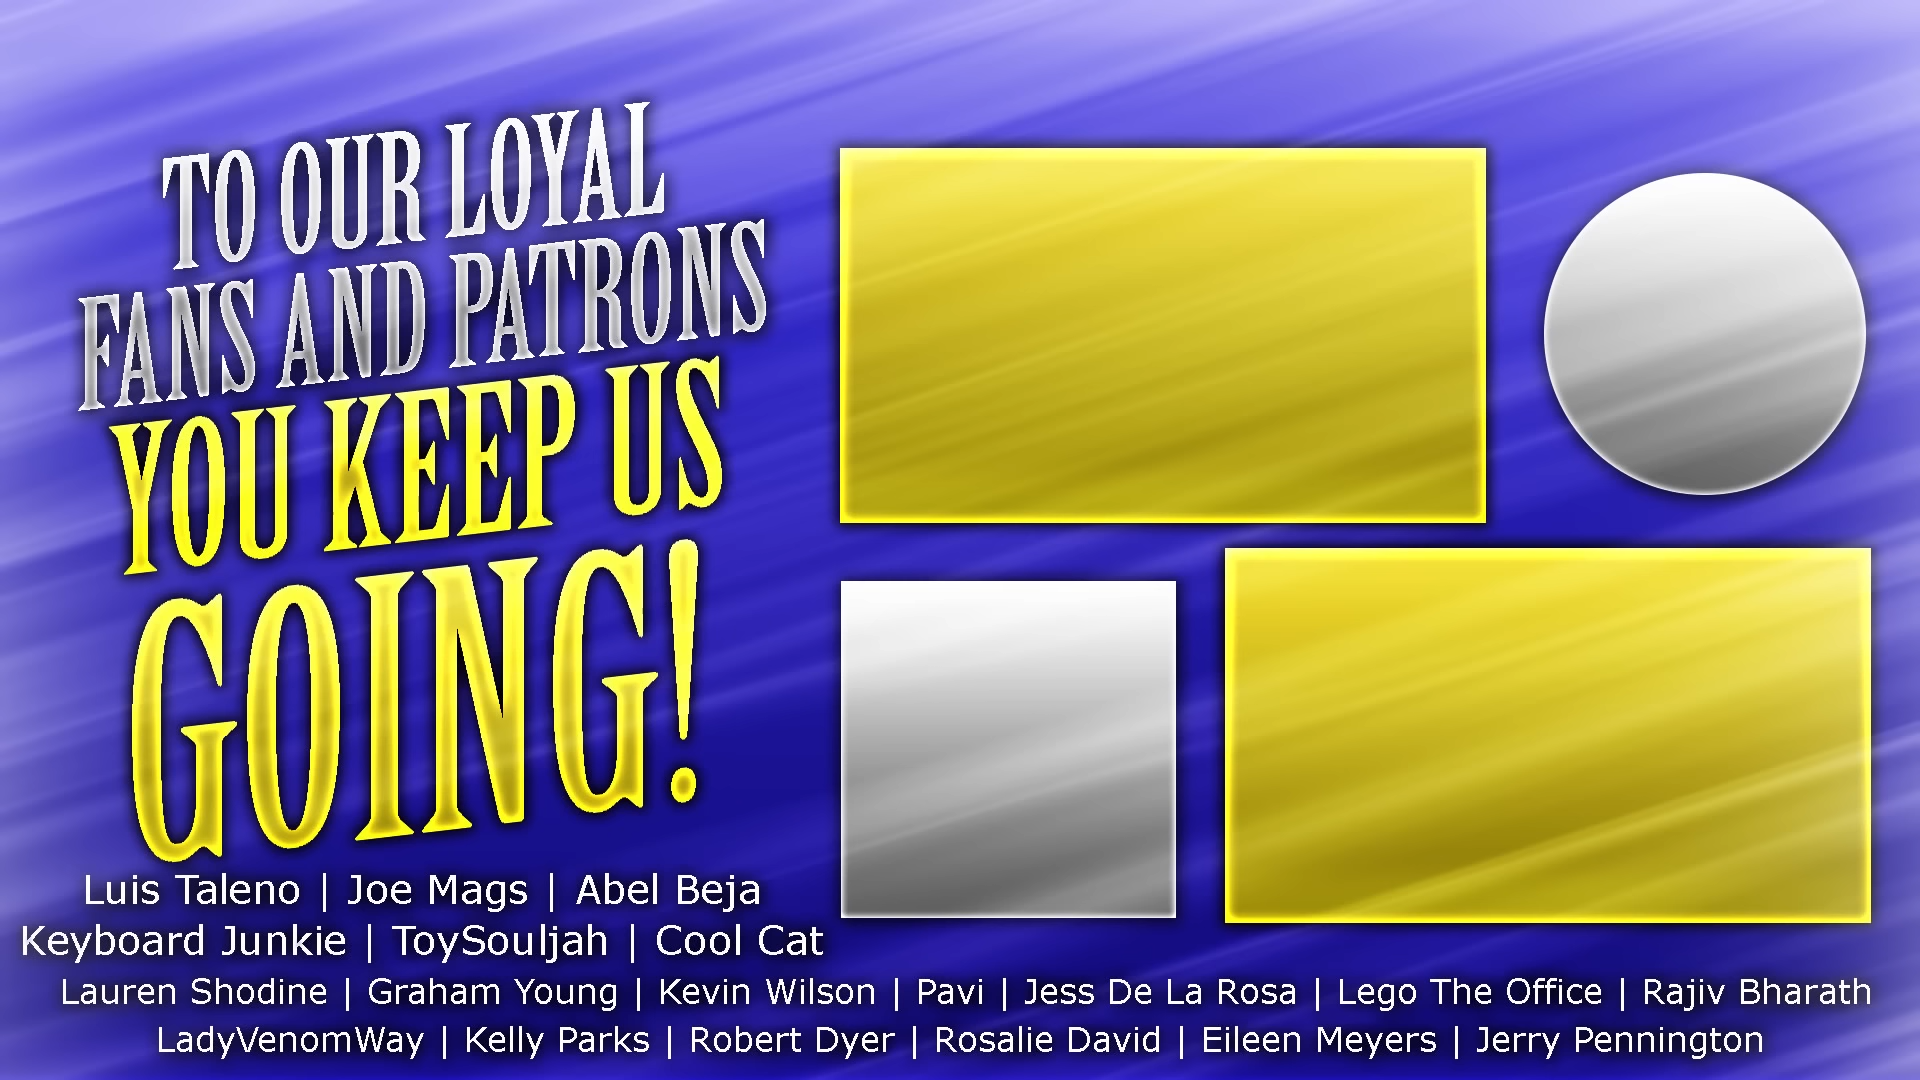 TO OUR LOYAL
FANS AND PATRONS
YOU KEEP US
GOING!
Luis Taleno | Joe Mags | Abel Beja
Keyboard Junkie | ToySouljah | Cool Cat
Lauren Shodine | Graham Young | Kevin Wilson | Pavi | Jess De La Rosa | Lego The Office | Rajiv Bharath
LadyVenomWay | Kelly Parks | Robert Dyer | Rosalie David | Eileen Meyers | Jerry Pennington